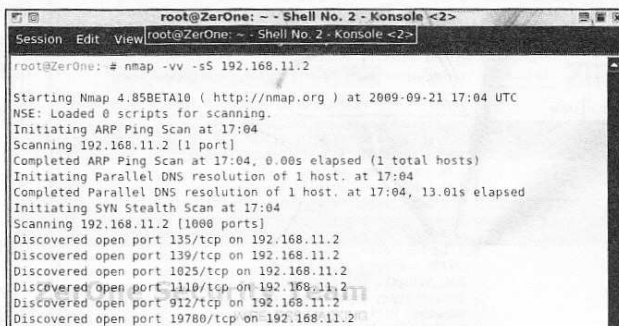 root@ZerOne: ~ - Shell No. 2 - Konsole <2>
Session Edit View
root@ZerOne: ~ - Shell No. 2 - Konsole <2>
root@ZerOne: # nmap -vv -sS 192.168.11.2
Starting Nmap 4.85BETA10 ( http://nmap.org ) at 2009-09-21 17:04 UTC
NSE: Loaded 0 scripts for scanning.
Initiating ARP Ping Scan at 17:04
Scanning 192.168.11.2 [1 port]
Completed ARP Ping Scan at 17:04, 0.00s elapsed (1 total hosts)
Initiating Parallel DNS resolution of 1 host. at 17:04
Completed Parallel DNS resolution of 1 host. at 17:04, 13.01s elapsed
Initiating SYN Stealth Scan at 17:04
Scanning 192.168.11.2 [1000 ports]
Discovered open port 135/tcp on 192.168.11.2
Discovered open port 139/tcp on 192.168.11.2
Discovered open port 1025/tcp on 192.168.11.2
Discovered open port 1110/tcp on 192.168.11.2
ZerOne Security Team
Discovered open port 912/tcp on 192.168.11.2
Discovered open port 19780/tcp on 192.168.11.2